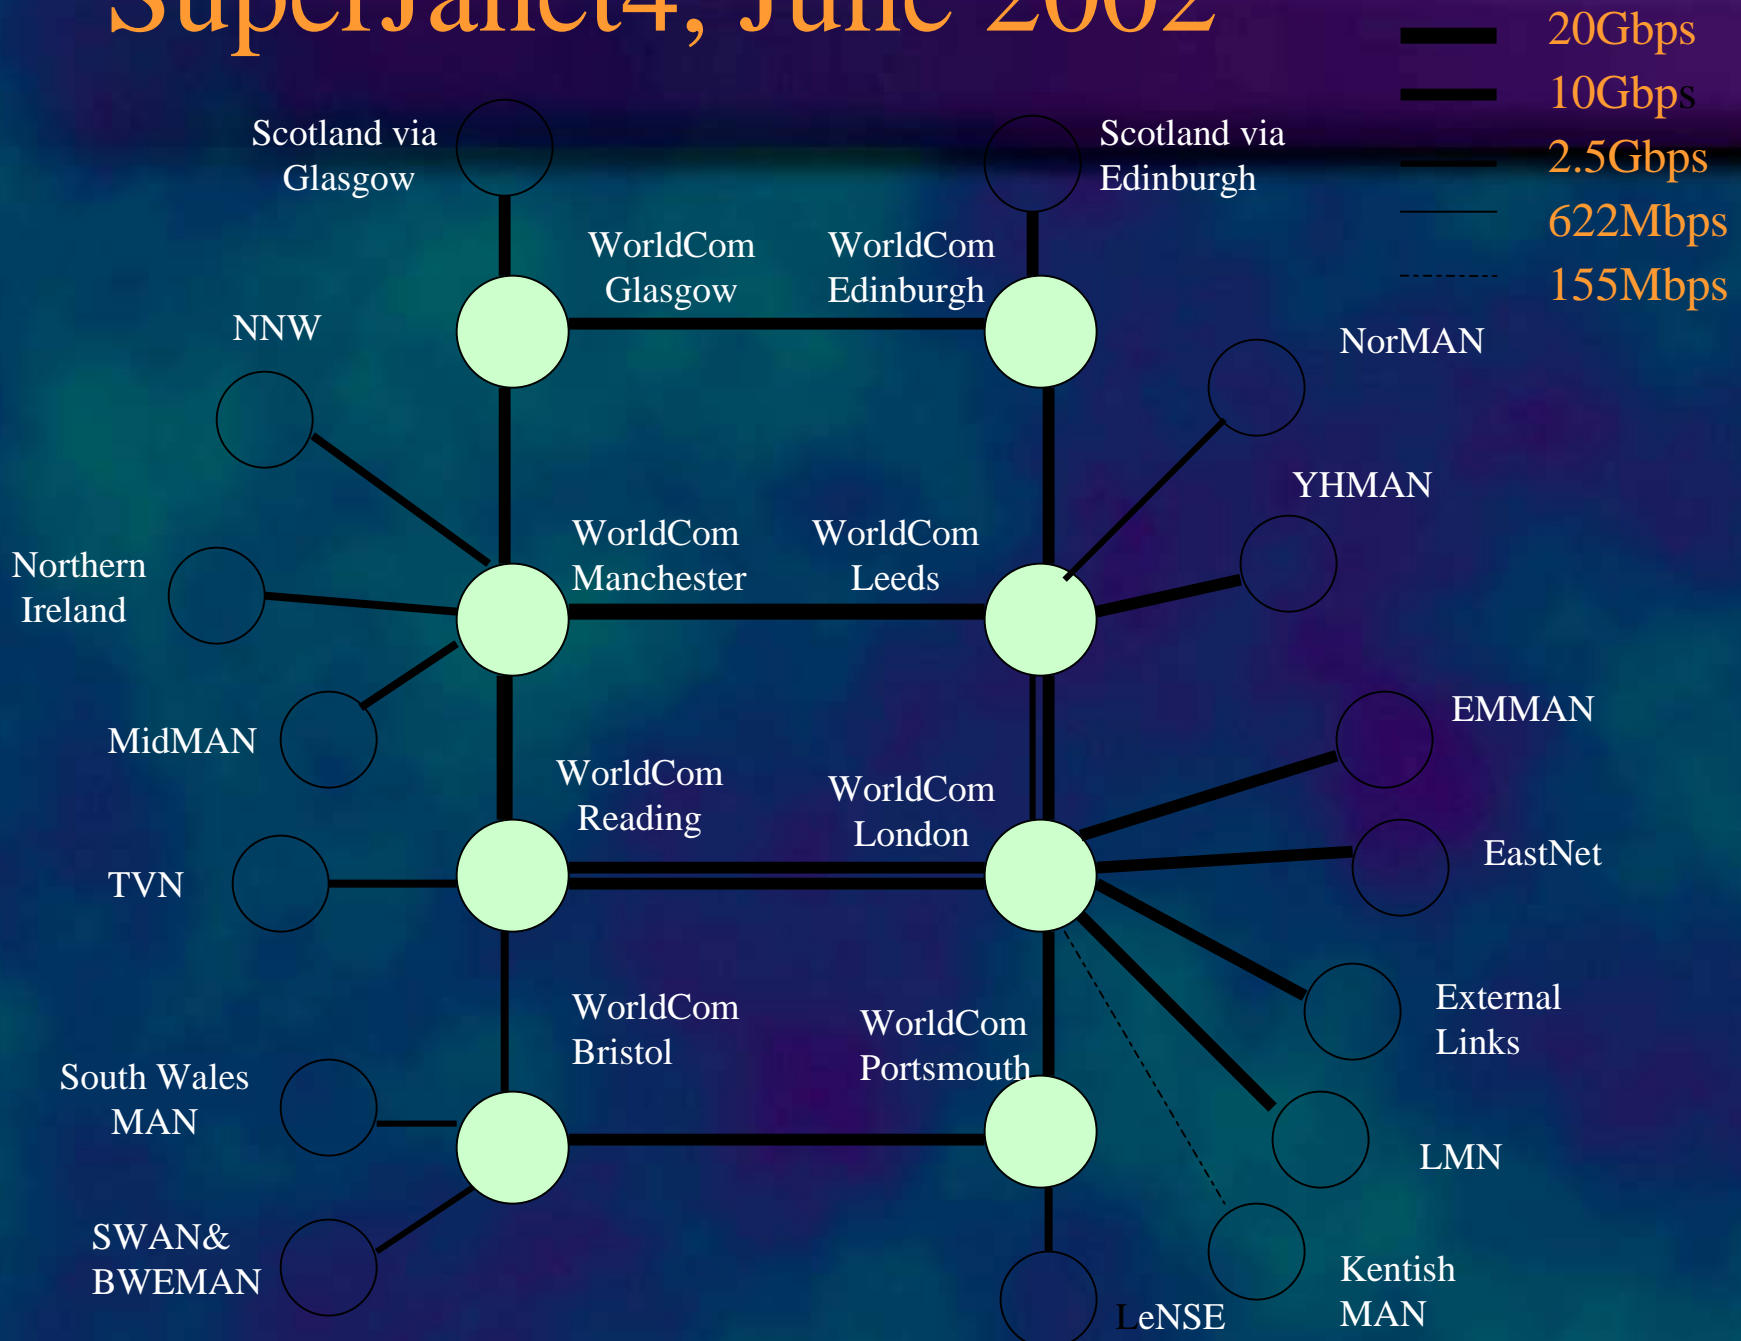 SuperJanet4, June 2002
20Gbps
10Gbps
2.5Gbps
622Mbps
155Mbps
Scotland via
Glasgow
Scotland via
Edinburgh
WorldCom
Glasgow
WorldCom
Edinburgh
NNW
NorMAN
YHMAN
WorldCom
Manchester
WorldCom
Leeds
Northern
Ireland
MidMAN
EMMAN
WorldCom
Reading
WorldCom
London
TVN
EastNet
WorldCom
Bristol
WorldCom
Portsmouth
External
Links
South Wales
MAN
LMN
SWAN&
BWEMAN
Kentish
MAN
LeNSE